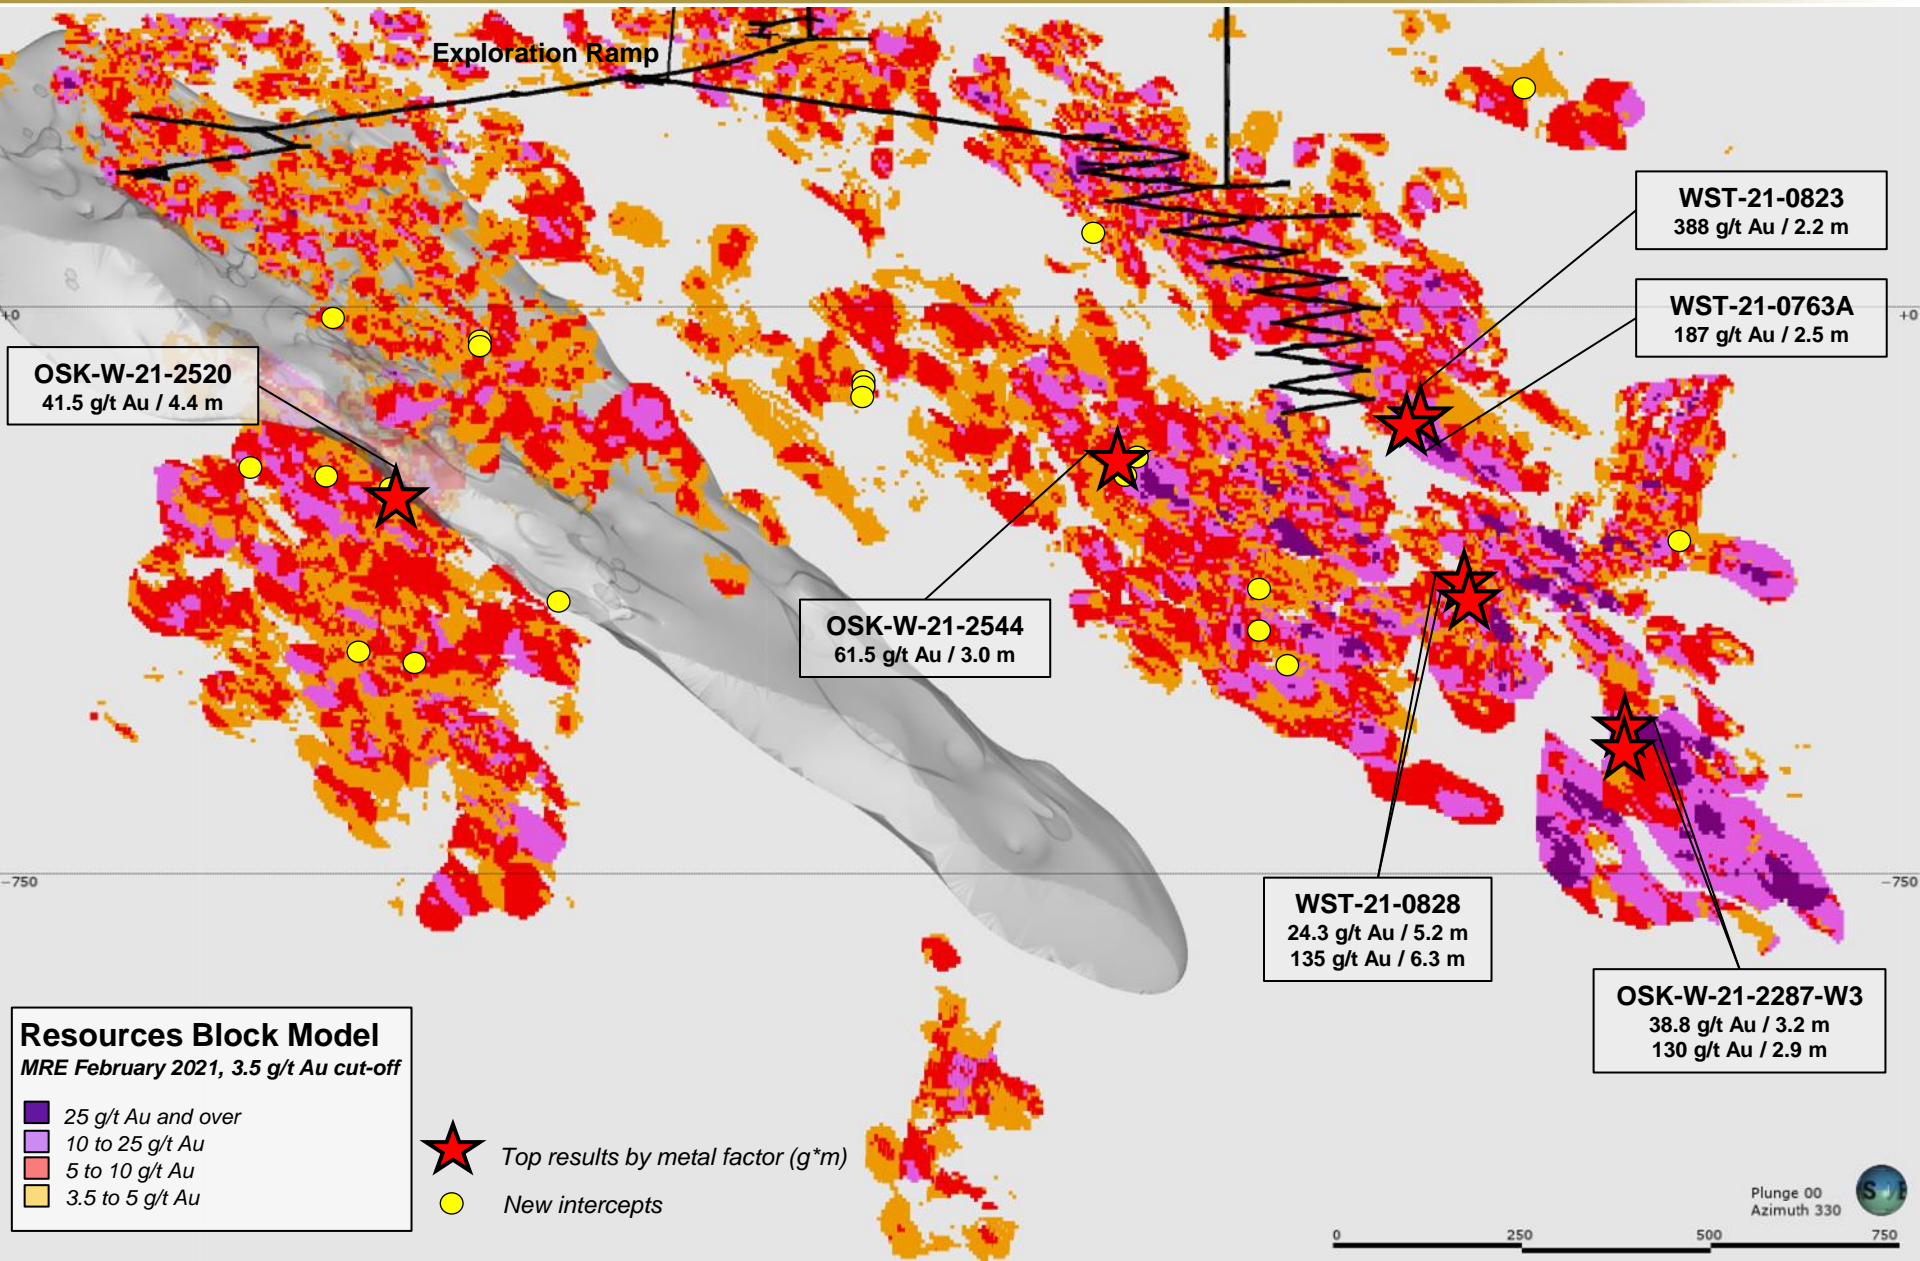 Exploration Ramp
WST-21-0823
388 g/t Au / 2.2 m
WST-21-0763A
187 g/t Au / 2.5 m
+0
+0
OSK-W-21-2520
41.5 g/t Au / 4.4 m
OSK-W-21-2544
61.5 g/t Au / 3.0 m
-750
-750
WST-21-0828
24.3 g/t Au / 5.2 m
135 g/t Au / 6.3 m
OSK-W-21-2287-W3
38.8 g/t Au / 3.2 m
130 g/t Au / 2.9 m
Resources Block Model
MRE February 2021, 3.5 g/t Au cut-off
25 g/t Au and over
10 to 25 g/t Au
5 to 10 g/t Au
3.5 to 5 g/t Au
Top results by metal factor (g*m)
New intercepts
Plunge 00
Azimuth 330
S
0 250 500 750